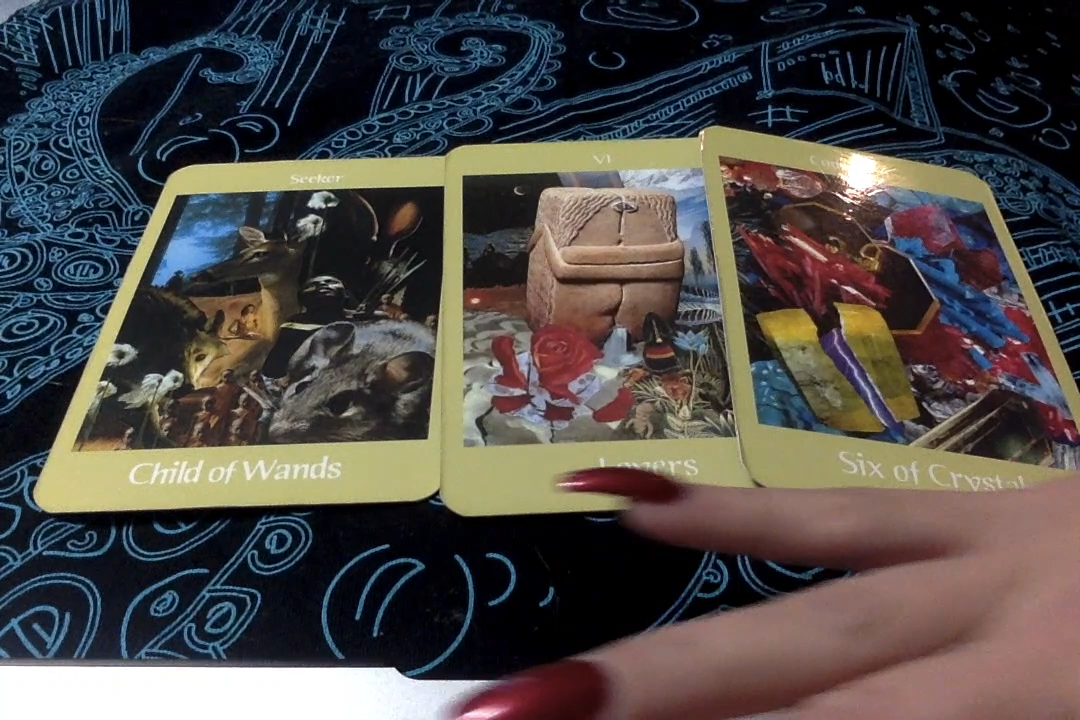 Seeker
Child of Wands
VI
Lovers
Six of Crystals